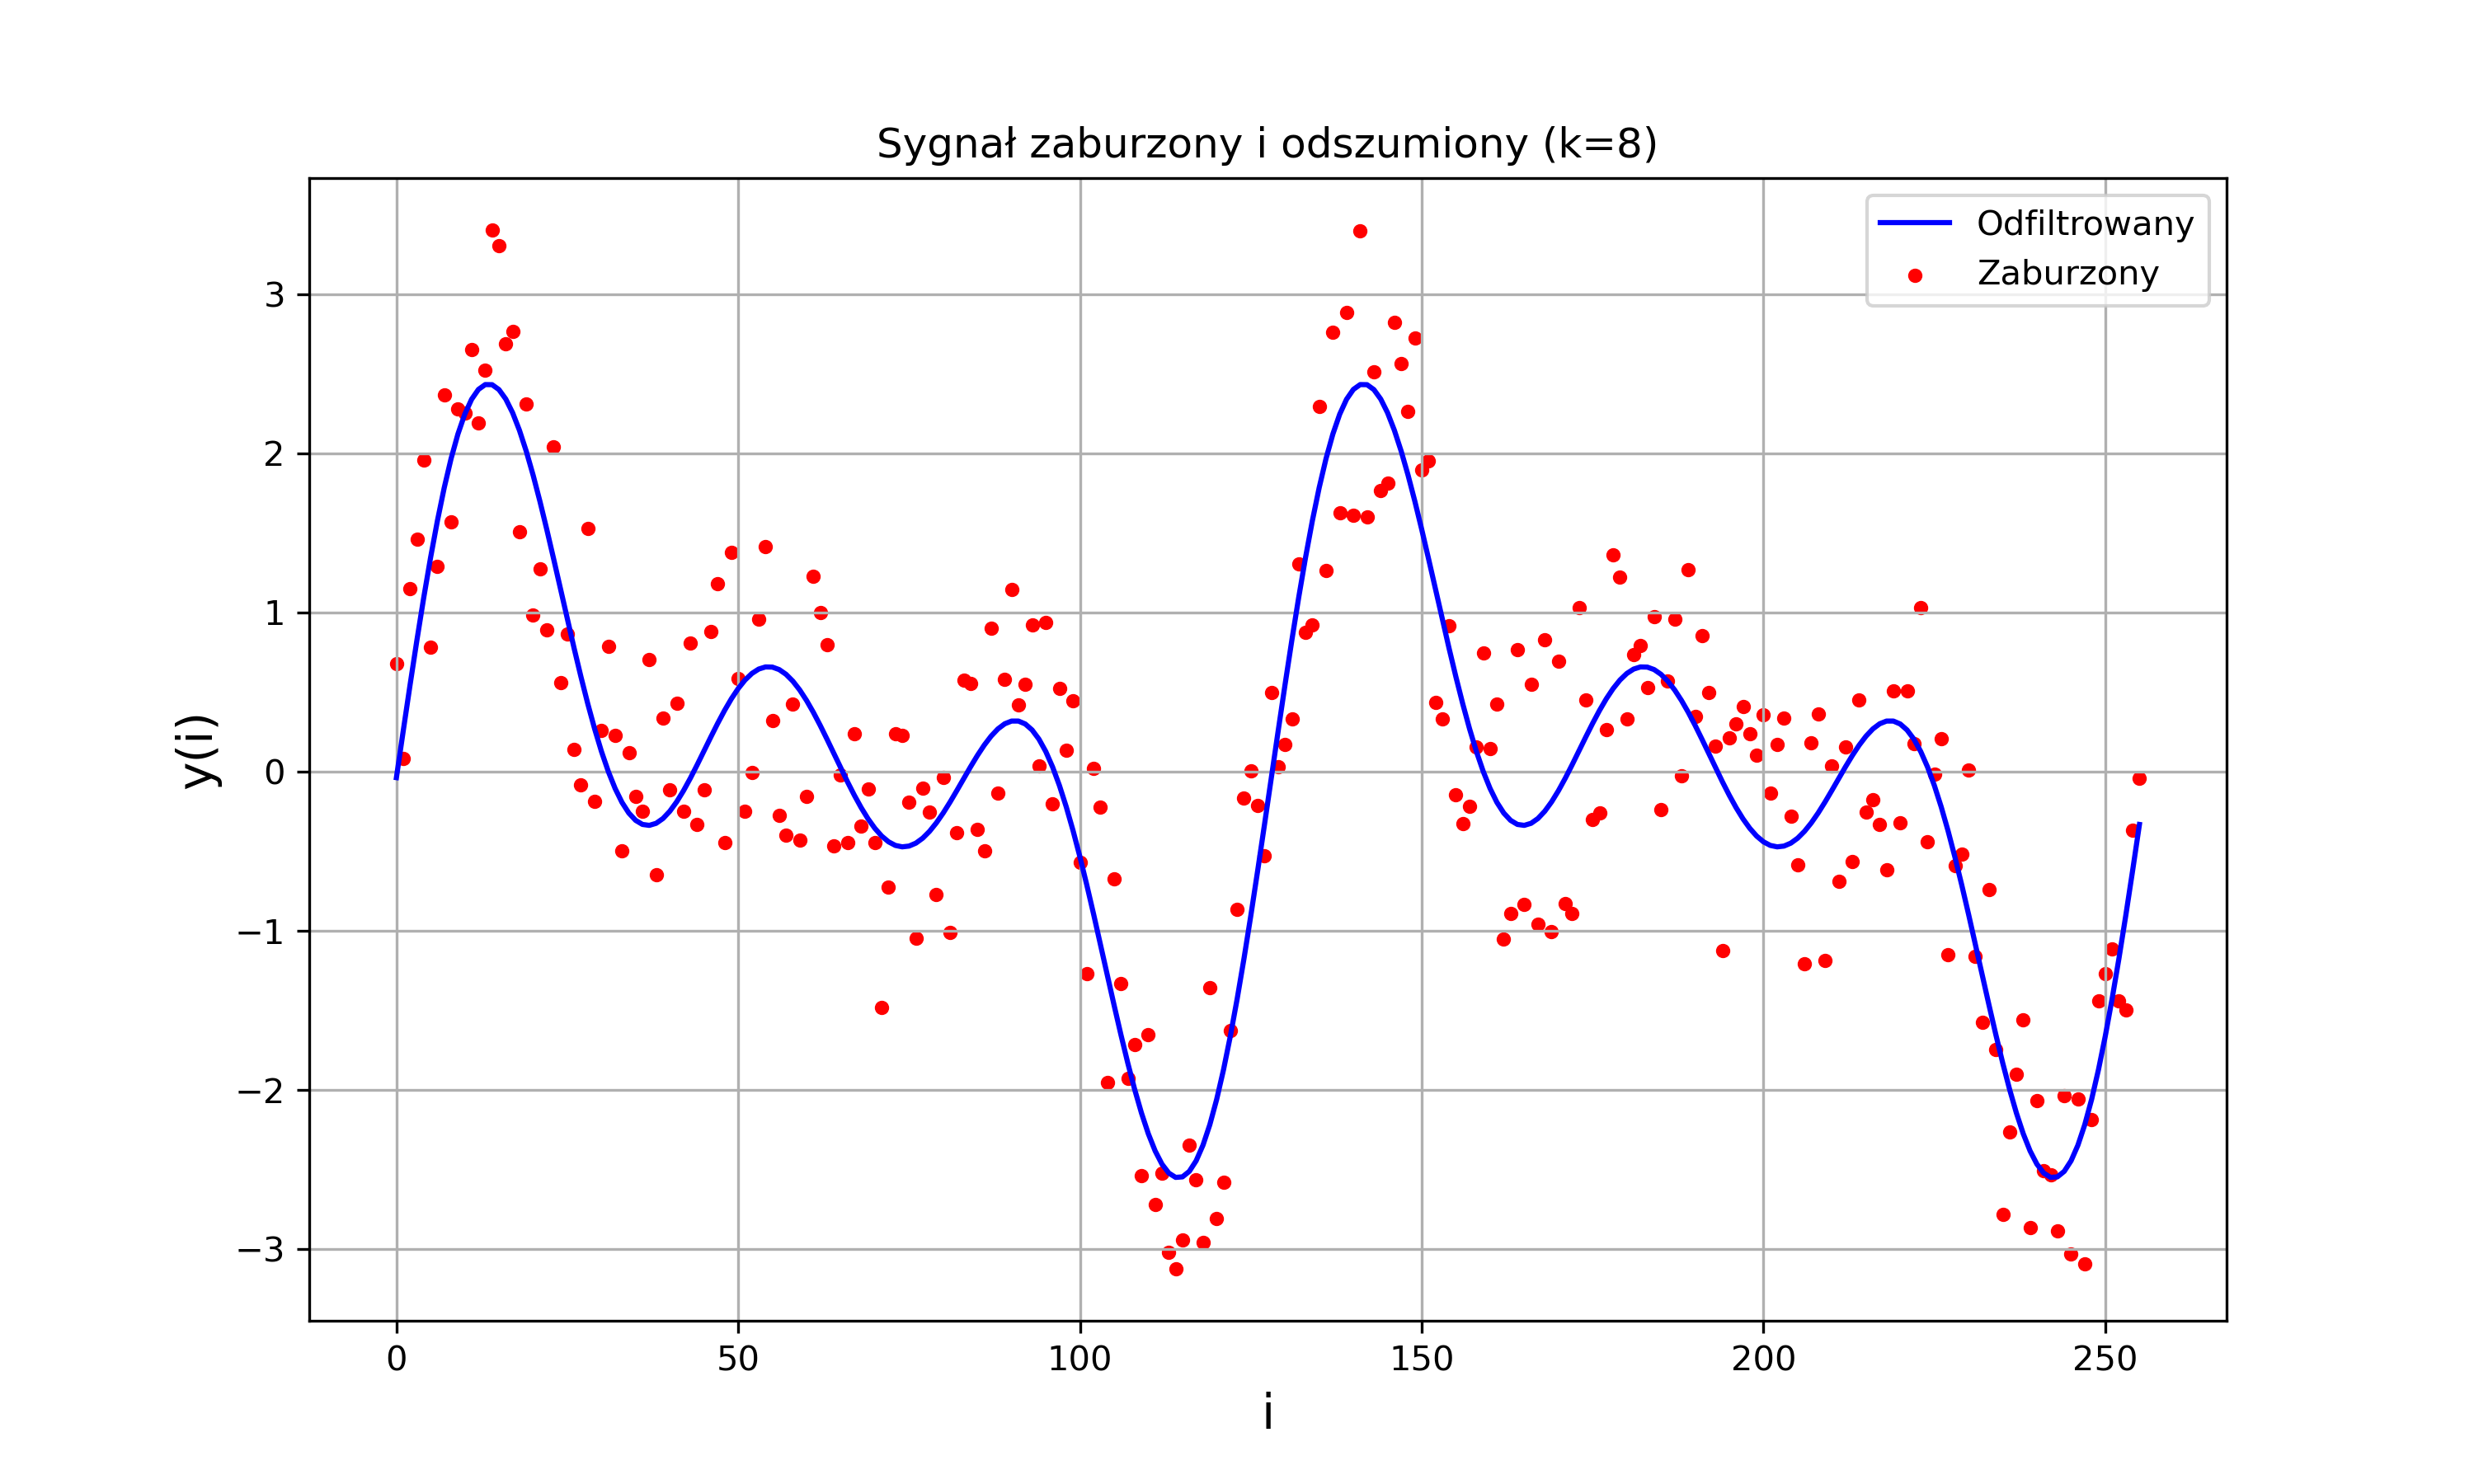 Sygnał zaburzony i odszumiony (k=8)
Odfiltrowany
Zaburzony
3
2
1
0
−1
−2
−3
y(i)
0 50 100 150 200 250
i